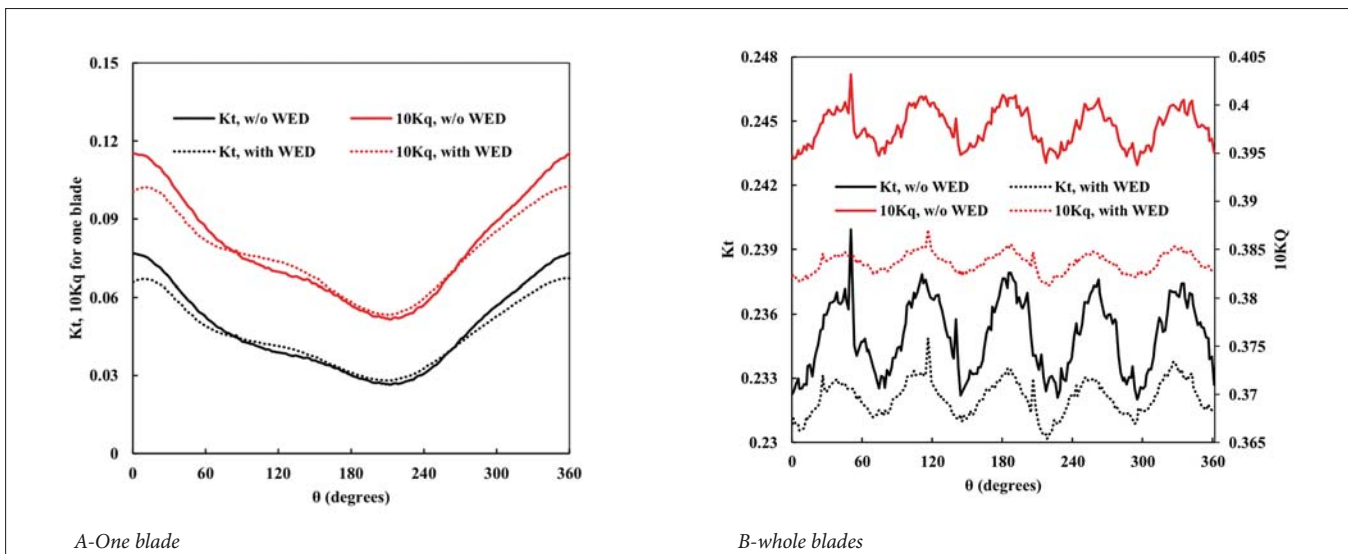 0.15
0.12
0.09
0.06
0.03
0
Kt, 10Kq for one blade
Kt, w/o WED
10Kq, w/o WED
Kt, with WED
10Kq, with WED
0 60 120 180 240 300 360
θ (degrees)
A-One blade
0.248
0.245
0.242
0.239
0.236
0.233
0.23
Kt
Kt, w/o WED
Kt, with WED
10Kq, w/o WED
10Kq, with WED
0.405
0.4
0.395
0.39
0.385
0.38
0.375
0.37
0.365
10KQ
0 60 120 180 240 300 360
θ (degrees)
B-whole blades